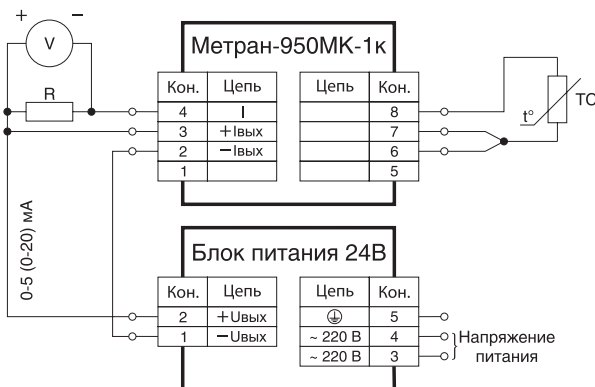 + −
V
R
Метран-950МК-1к
Кон. Цепь Цепь Кон.
4 I 8
3 +Iвых 7
2 −Iвых 6
1 5
t° ТС
0-5 (0-20) мА
Блок питания 24В
Кон. Цепь Цепь Кон.
2 +Uвых 5
1 −Uвых ~ 220 В 4
~ 220 В 3
Напряжение
питания